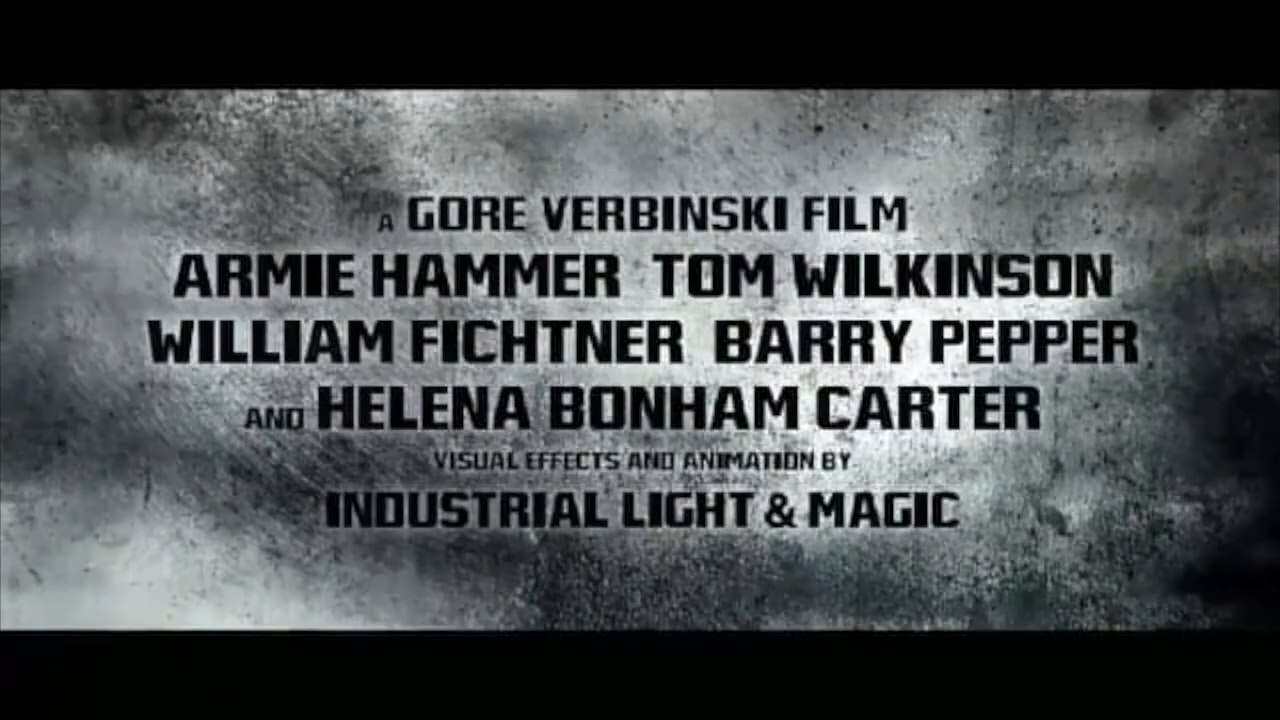 A GORE VERBINSKI FILM
ARMIE HAMMER TOM WILKINSON
WILLIAM FICHTNER BARRY PEPPER
AND HELENA BONHAM CARTER
VISUAL EFFECTS AND ANIMATION BY
INDUSTRIAL LIGHT & MAGIC